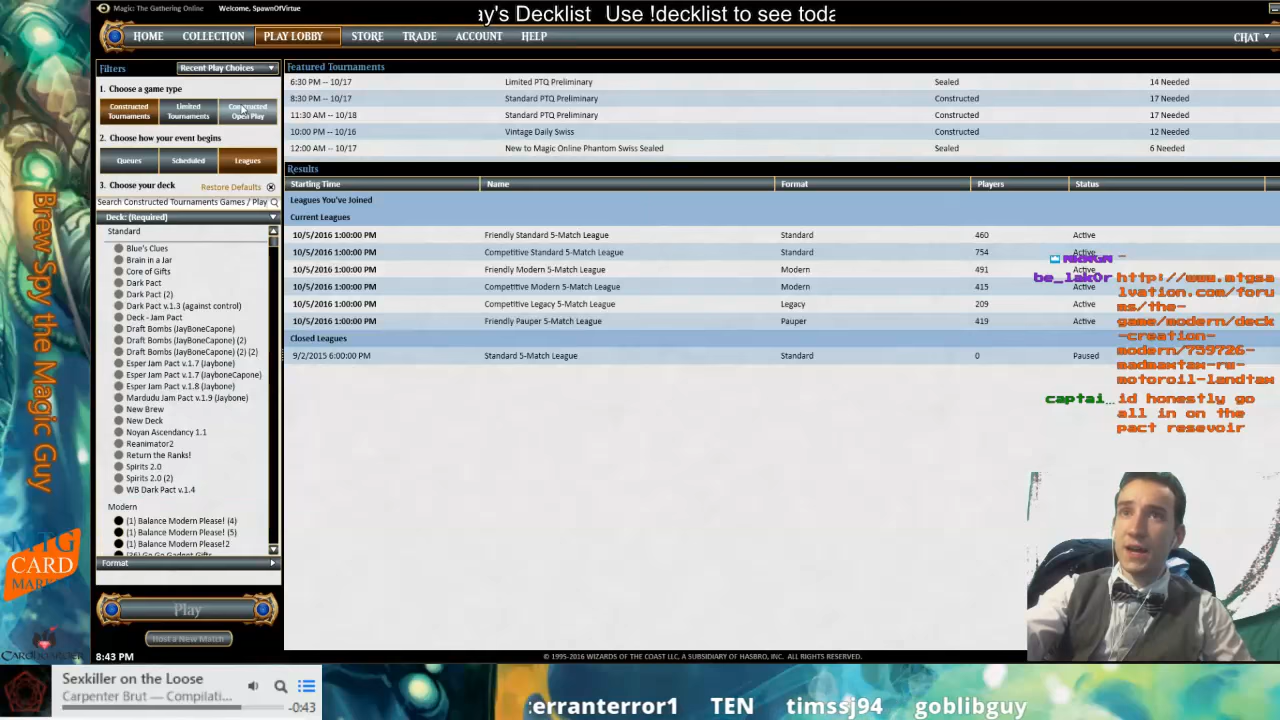 Magic: The Gathering Online Welcome, SpawnOfVirtue
ay's Decklist Use !decklist to see toda
HOME COLLECTION PLAY LOBBY STORE TRADE ACCOUNT HELP
CHAT
Filters Recent Play Choices
1. Choose a game type
Constructed Tournaments
Limited Tournaments
Constructed Open Play
2. Choose how your event begins
Queues Scheduled Leagues
3. Choose your deck Restore Defaults
Search Constructed Tournaments Games / Play
Deck: (Required)
Standard
Blue's Clues
Brain in a Jar
Core of Gifts
Dark Pact
Dark Pact (2)
Dark Pact v.1.3 (against control)
Deck - Jam Pact
Draft Bombs (JayBoneCapone)
Draft Bombs (JayBoneCapone) (2)
Draft Bombs (JayBoneCapone) (2) (2)
Esper Jam Pact v.1.7 (Jaybone)
Esper Jam Pact v.1.7 (JayboneCapone)
Esper Jam Pact v.1.8 (Jaybone)
Mardudu Jam Pact v.1.9 (Jaybone)
New Brew
New Deck
Noyan Ascendancy 1.1
Reanimator2
Return the Ranks!
Spirits 2.0
Spirits 2.0 (2)
WB Dark Pact v.1.4
Modern
(1) Balance Modern Please! (4)
(1) Balance Modern Please! (5)
(1) Balance Modern Please!2
(36) Go Go Gadget Gifts
Format
Play
Host a New Match
8:43 PM
Featured Tournaments
6:30 PM -- 10/17 Limited PTQ Preliminary Sealed 14 Needed
8:30 PM -- 10/17 Standard PTQ Preliminary Constructed 17 Needed
11:30 AM -- 10/18 Standard PTQ Preliminary Constructed 17 Needed
10:00 PM -- 10/16 Vintage Daily Swiss Constructed 12 Needed
12:00 AM -- 10/17 New to Magic Online Phantom Swiss Sealed Sealed 6 Needed
Results
Starting Time Name Format Players Status
Leagues You've Joined
Current Leagues
10/5/2016 1:00:00 PM Friendly Standard 5-Match League Standard 460 Active
10/5/2016 1:00:00 PM Competitive Standard 5-Match League Standard 754 Active
10/5/2016 1:00:00 PM Friendly Modern 5-Match League Modern 491 Active
10/5/2016 1:00:00 PM Competitive Modern 5-Match League Modern 415 Active
10/5/2016 1:00:00 PM Competitive Legacy 5-Match League Legacy 209 Active
10/5/2016 1:00:00 PM Friendly Pauper 5-Match League Pauper 419 Active
Closed Leagues
9/2/2015 6:00:00 PM Standard 5-Match League Standard 0 Paused
be_lak0r http://www.mtgsa
lvation.com/foru
ms/the-
game/modern/deck
-creation-
modern/759726-
madmaxtax-rw-
motoroil-landtax
captai... id honestly go
all in on the
pact resevoir
© 1995-2016 WIZARDS OF THE COAST LLC, A SUBSIDIARY OF HASBRO, INC. ALL RIGHTS RESERVED.
Brew Spy the Magic Guy
MTG
CARD
MARKET
Sexkiller on the Loose
Carpenter Brut — Compilati...
-0:43
:erranterror1 TEN timssj94 goblibguy